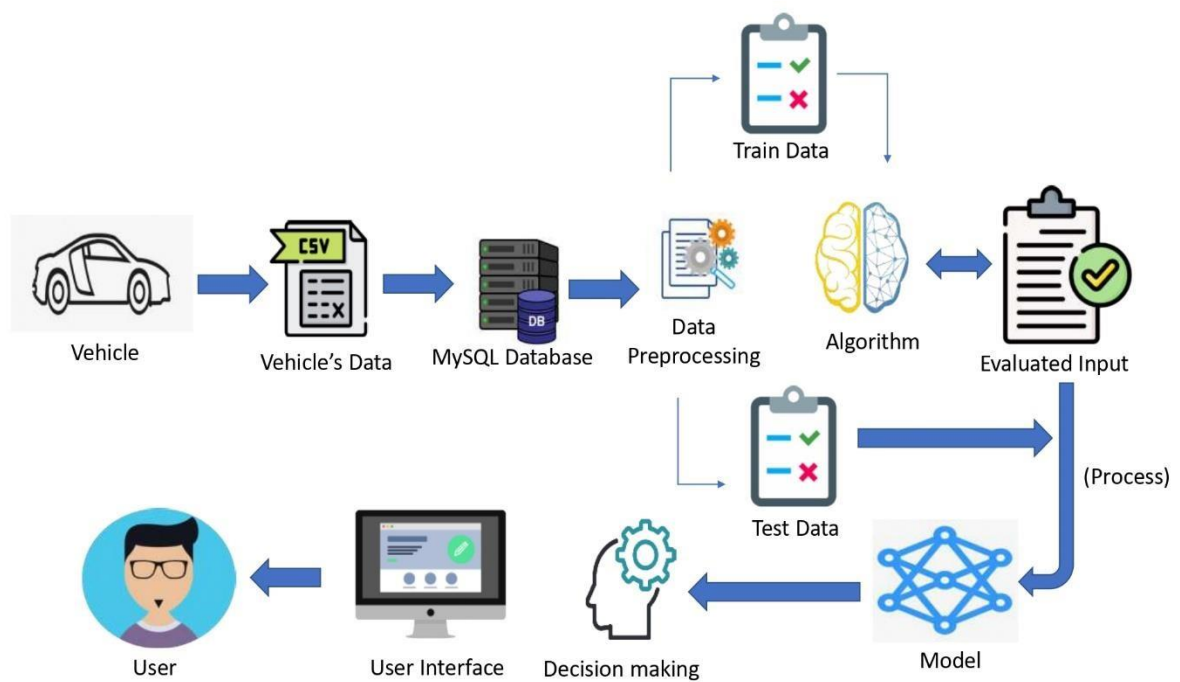 Train Data
CSV
X
DB
Vehicle
Vehicle's Data
MySQL Database
Data
Preprocessing
Algorithm
Evaluated Input
(Process)
Test Data
User
User Interface
Decision making
Model